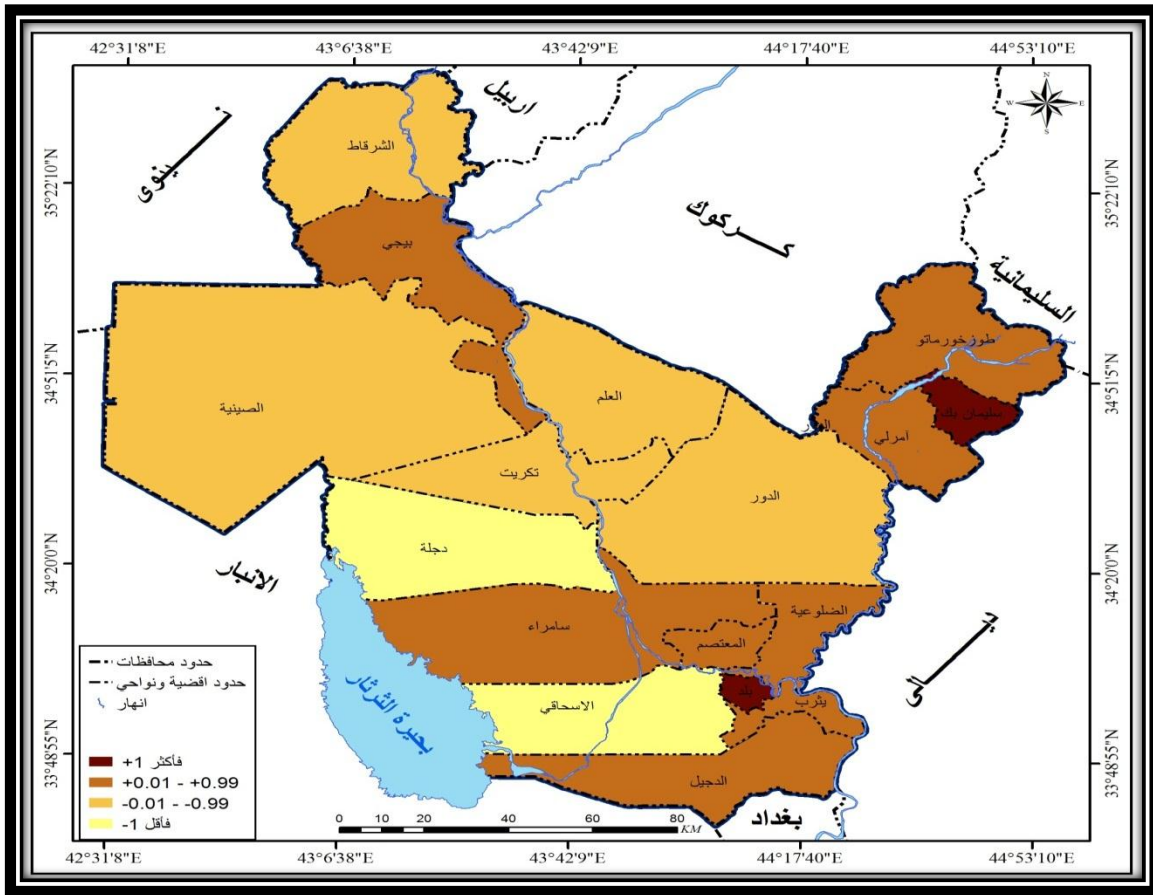 42°31'8"E 43°6'38"E 43°42'9"E 44°17'40"E 44°53'10"E
N
W E
S
اربيل
نـــينوى
الشرقاط
35°22'10"N 35°22'10"N
كـــركوك
بيجي
السليمانية
طوزخورماتو
34°51'5"N 34°51'5"N
الصينية
العلم
سليمان بك
آمرلي
تكريت
الدور
دجلة
34°20'0"N 34°20'0"N
الانبار
الضلوعية
سامراء
المعتصم
ديـــالى
حدود محافظات
حدود اقضية ونواحي
انهار
بحيرة الثرثار
بلد
يثرب
الاسحاقي
33°48'55"N 33°48'55"N
الدجيل
+1 فأكثر
+0.01 - +0.99
-0.01 - -0.99
-1 فأقل
بغداد
0 10 20 40 60 80
KM
42°31'8"E 43°6'38"E 43°42'9"E 44°17'40"E 44°53'10"E